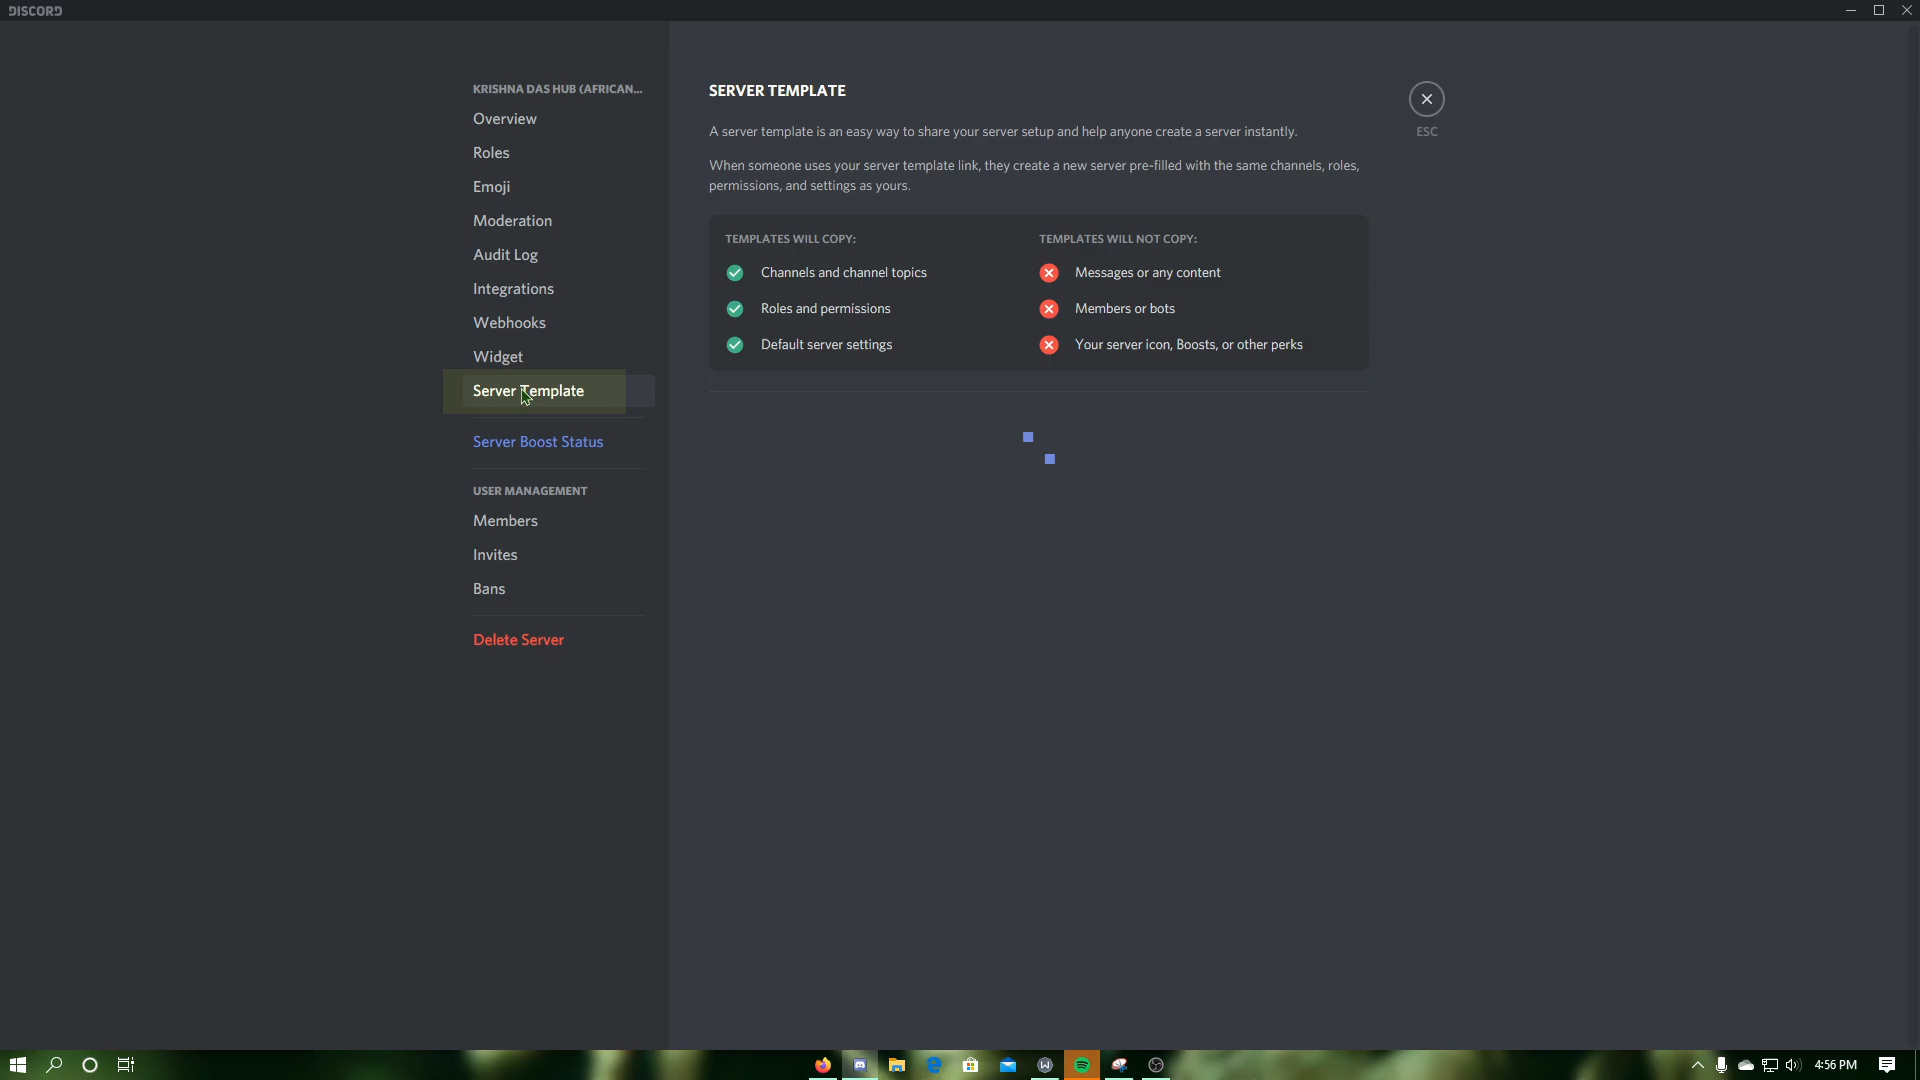 DISCORD
KRISHNA DAS HUB (AFRICAN...
Overview
Roles
Emoji
Moderation
Audit Log
Integrations
Webhooks
Widget
Server Template
Server Boost Status
USER MANAGEMENT
Members
Invites
Bans
Delete Server
SERVER TEMPLATE
A server template is an easy way to share your server setup and help anyone create a server instantly.
When someone uses your server template link, they create a new server pre-filled with the same channels, roles,
permissions, and settings as yours.
TEMPLATES WILL COPY:
Channels and channel topics
Roles and permissions
Default server settings
TEMPLATES WILL NOT COPY:
Messages or any content
Members or bots
Your server icon, Boosts, or other perks
ESC
4:56 PM